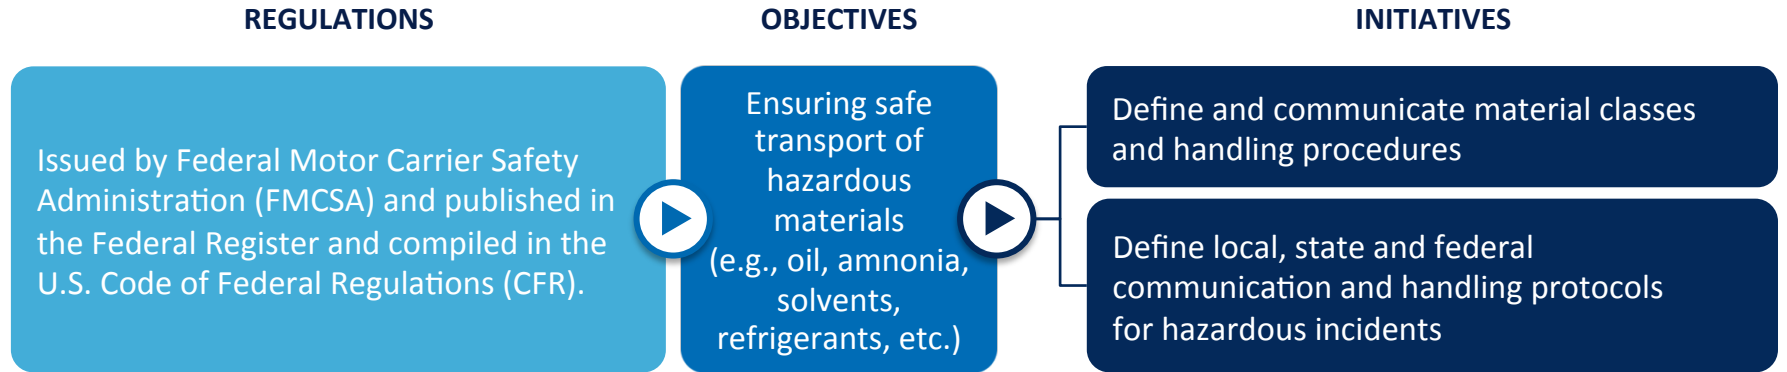 REGULATIONS
OBJECTIVES
INITIATIVES
Issued by Federal Motor Carrier Safety
Administration (FMCSA) and published in
the Federal Register and compiled in the
U.S. Code of Federal Regulations (CFR).
Ensuring safe
transport of
hazardous
materials
(e.g., oil, amnonia,
solvents,
refrigerants, etc.)
Define and communicate material classes
and handling procedures
Define local, state and federal
communication and handling protocols
for hazardous incidents